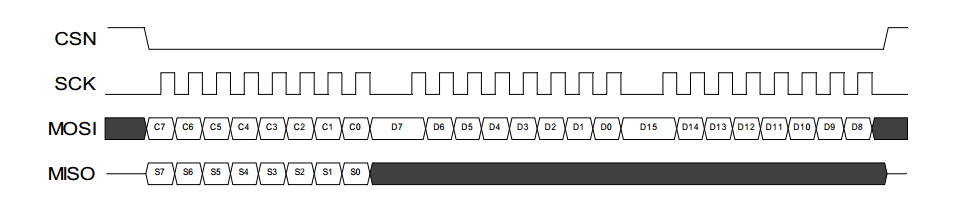 CSN
SCK
MOSI C7 C6 C5 C4 C3 C2 C1 C0 D7 D6 D5 D4 D3 D2 D1 D0 D15 D14 D13 D12 D11 D10 D9 D8
MISO S7 S6 S5 S4 S3 S2 S1 S0